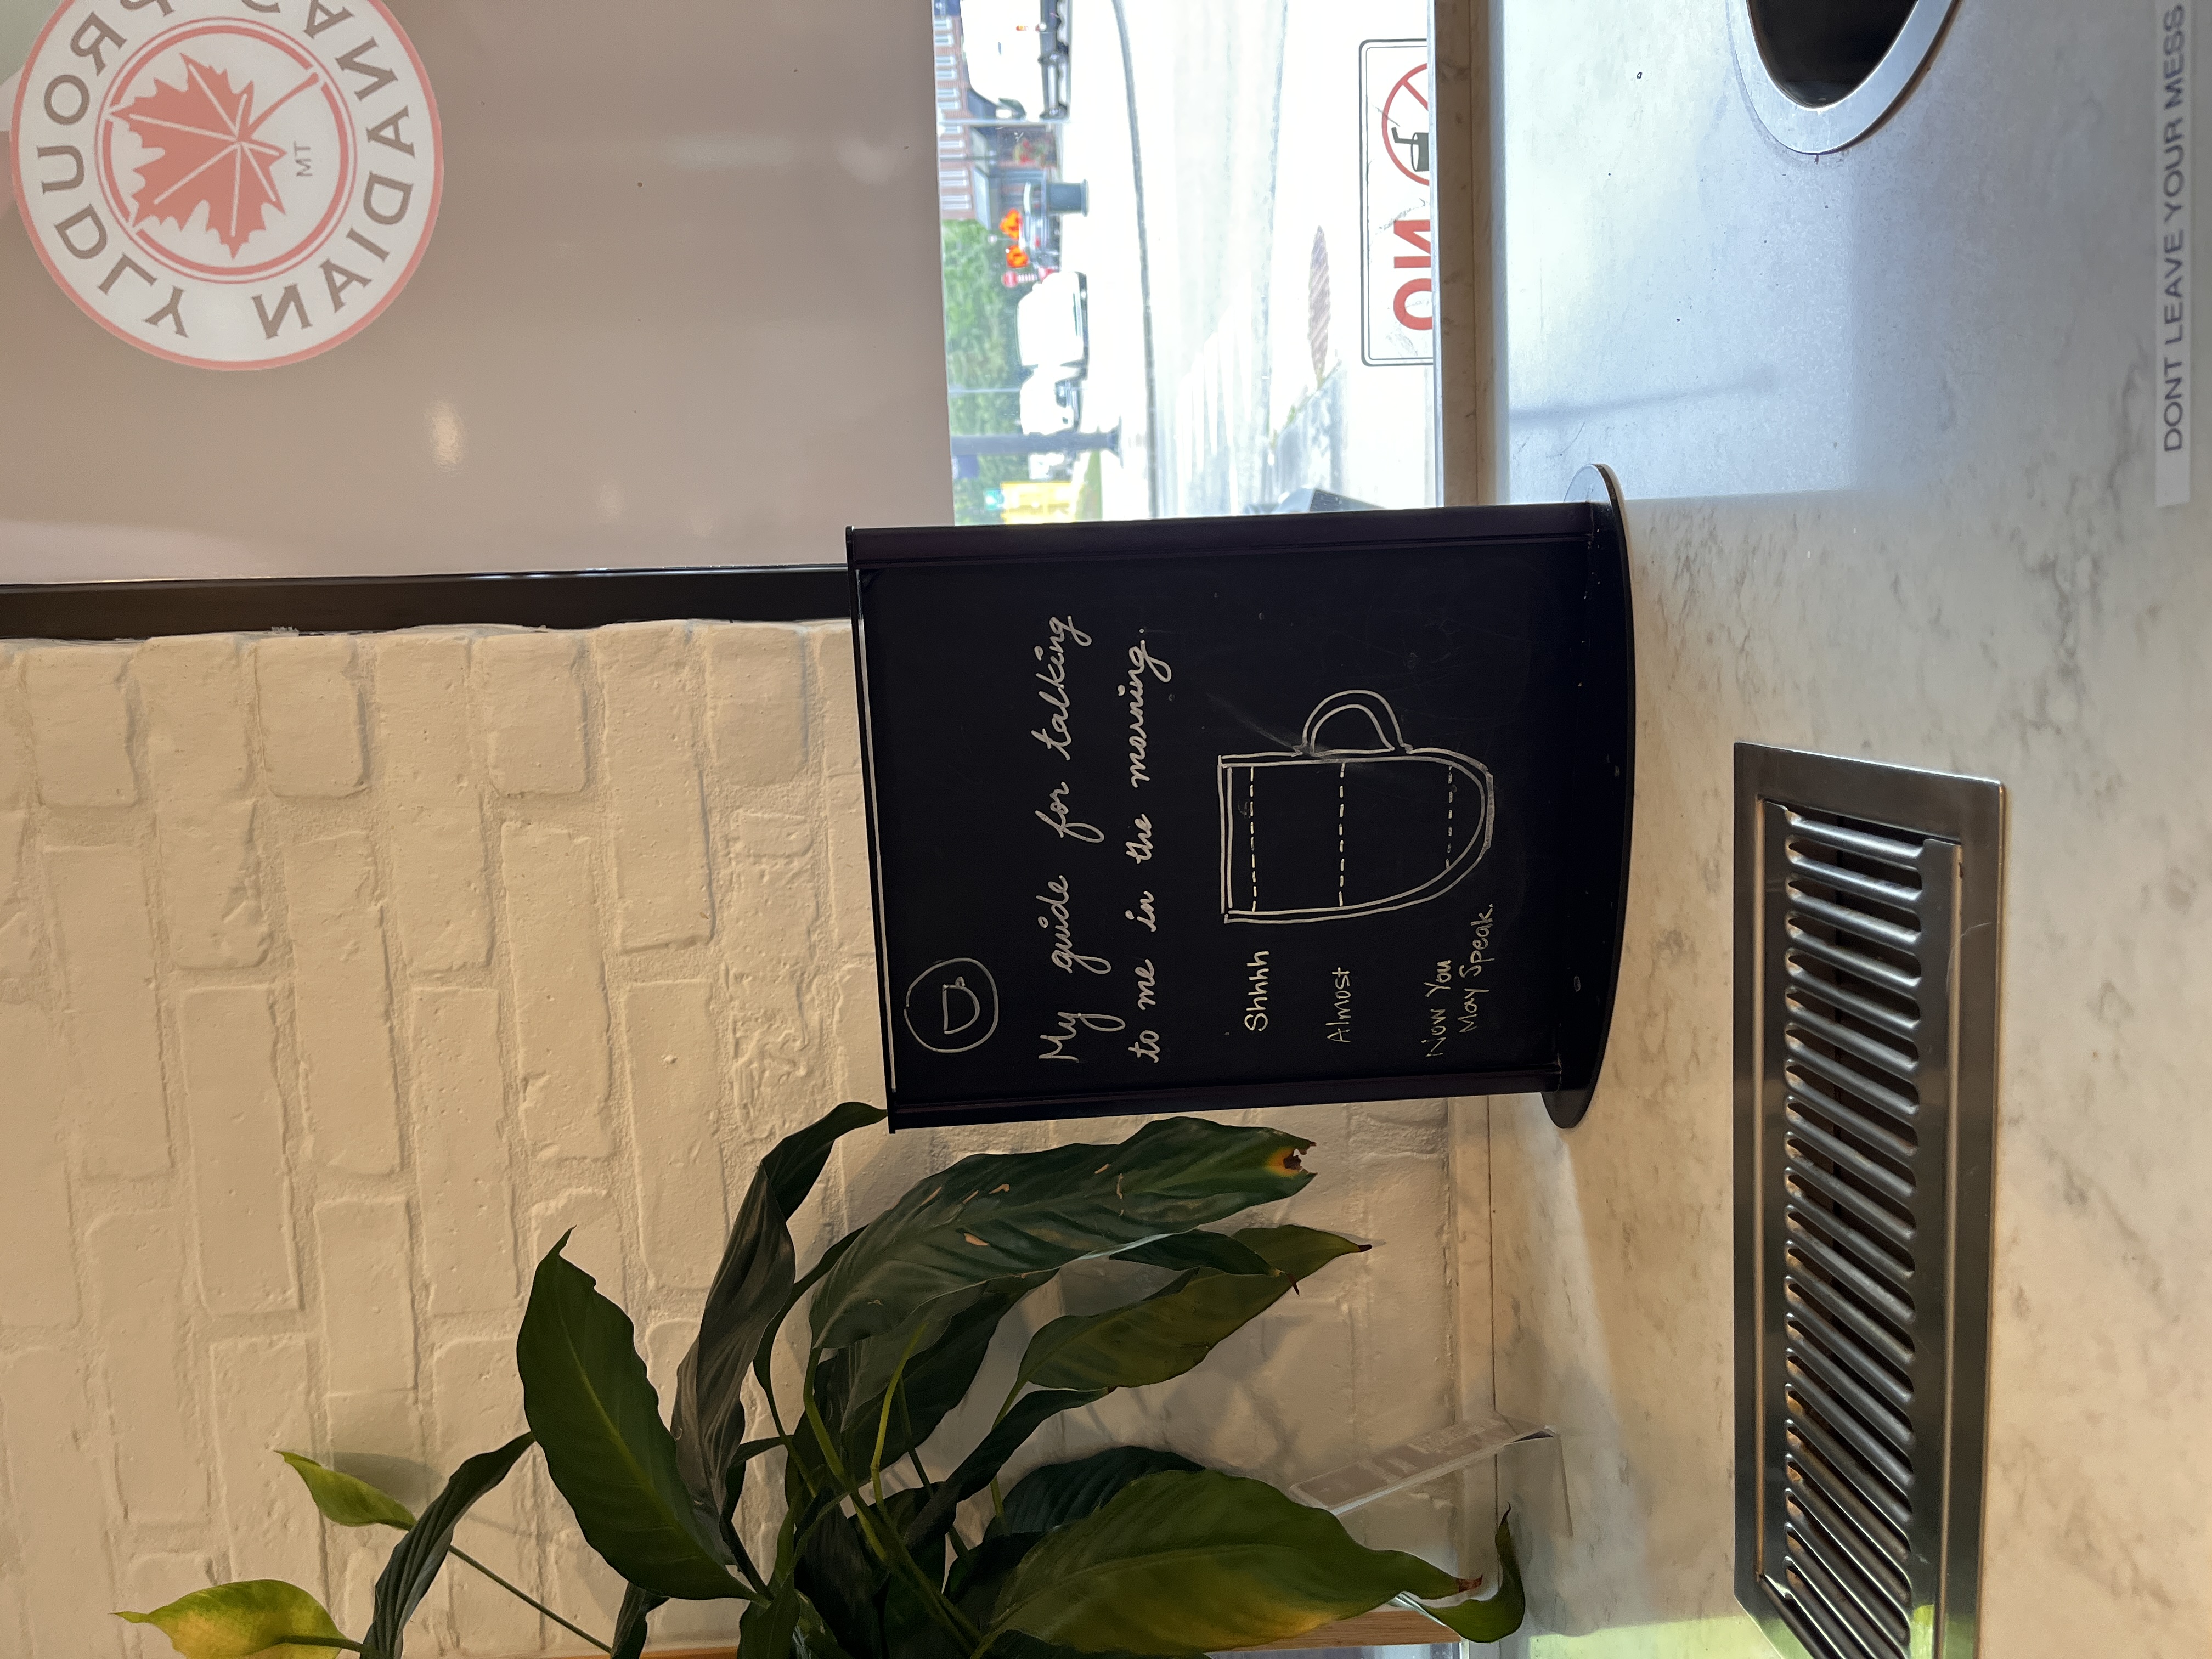 PROUDLY
CANADIAN
TM
My guide for talking
to me in the morning.
Shhhh
Almost
Now You
May Speak.
NO
DONT LEAVE YOUR MESS